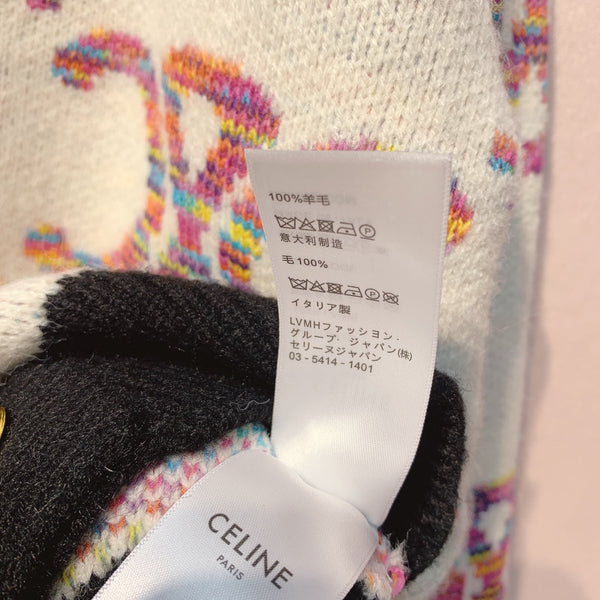 100%羊毛
意大利制造
毛 100%
イタリア製
LVMHファッション・
グループ・ジャパン(株)
セリーヌジャパン
03 - 5414 - 1401
CELINE
PARIS